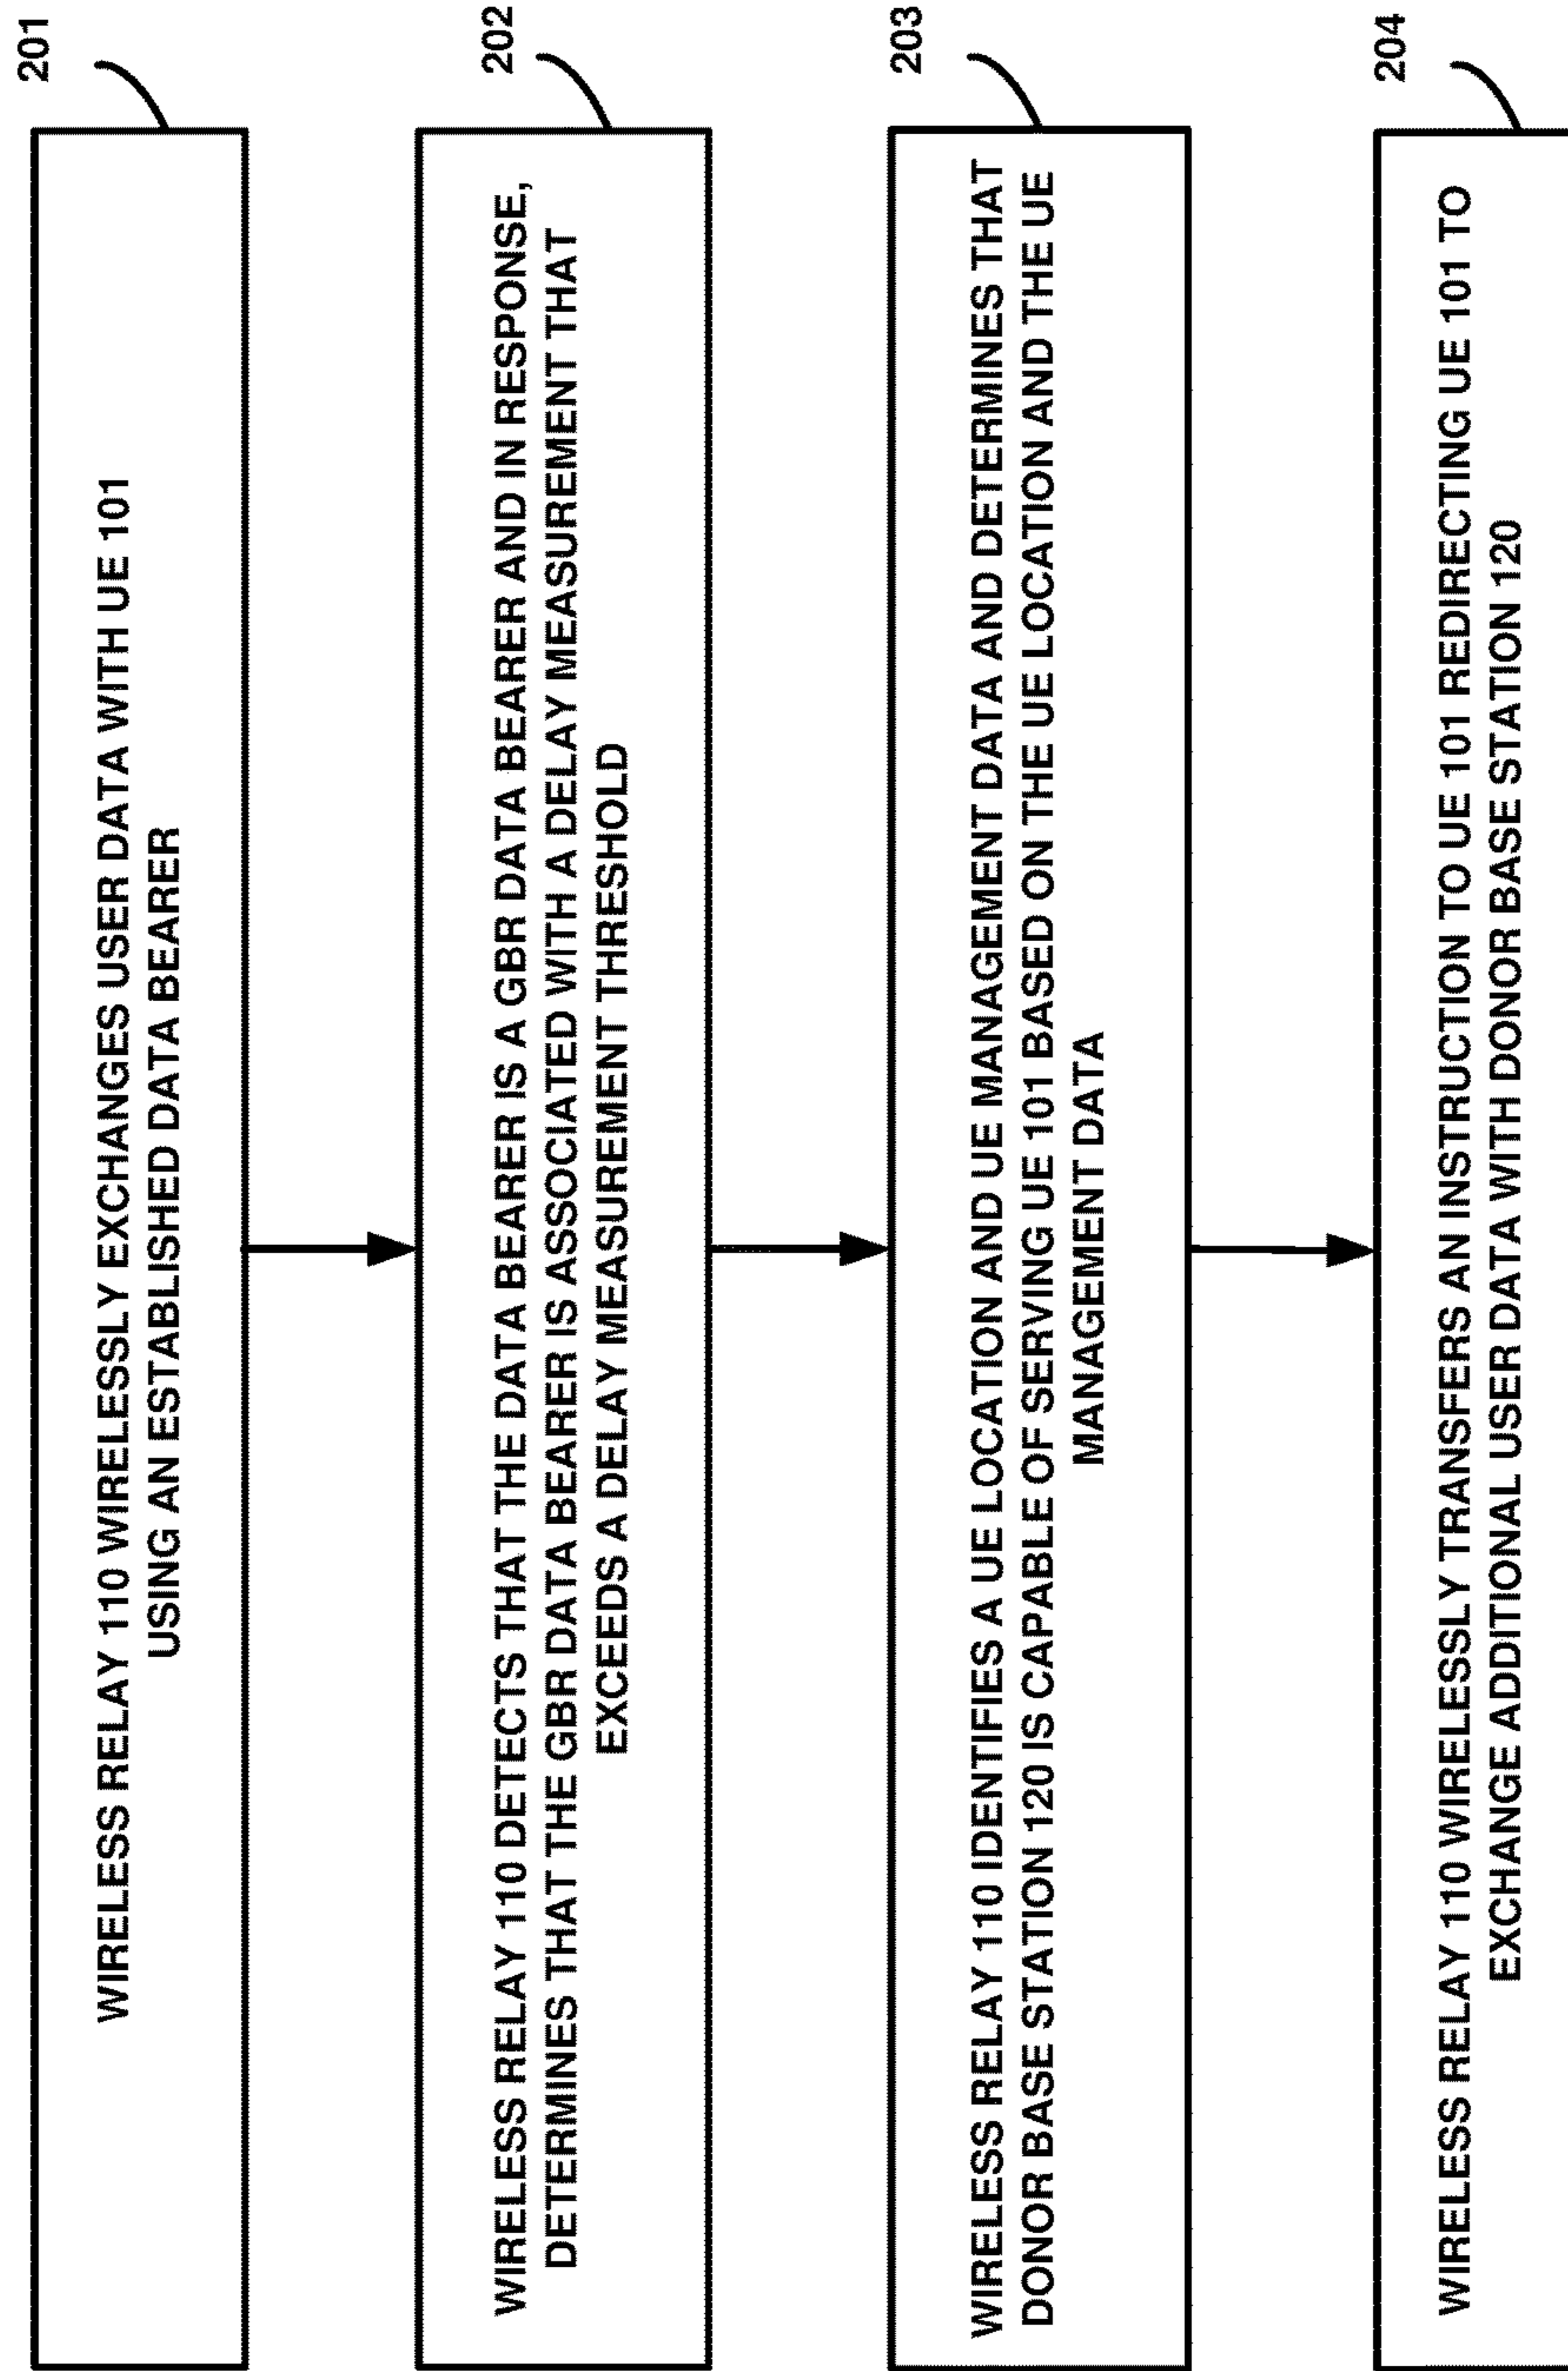 201
WIRELESS RELAY 110 WIRELESSLY EXCHANGES USER DATA WITH UE 101
USING AN ESTABLISHED DATA BEARER
202
WIRELESS RELAY 110 DETECTS THAT THE DATA BEARER IS A GBR DATA BEARER AND IN RESPONSE,
DETERMINES THAT THE GBR DATA BEARER IS ASSOCIATED WITH A DELAY MEASUREMENT THAT
EXCEEDS A DELAY MEASUREMENT THRESHOLD
203
WIRELESS RELAY 110 IDENTIFIES A UE LOCATION AND UE MANAGEMENT DATA AND DETERMINES THAT
DONOR BASE STATION 120 IS CAPABLE OF SERVING UE 101 BASED ON THE UE LOCATION AND THE UE
MANAGEMENT DATA
204
WIRELESS RELAY 110 WIRELESSLY TRANSFERS AN INSTRUCTION TO UE 101 REDIRECTING UE 101 TO
EXCHANGE ADDITIONAL USER DATA WITH DONOR BASE STATION 120